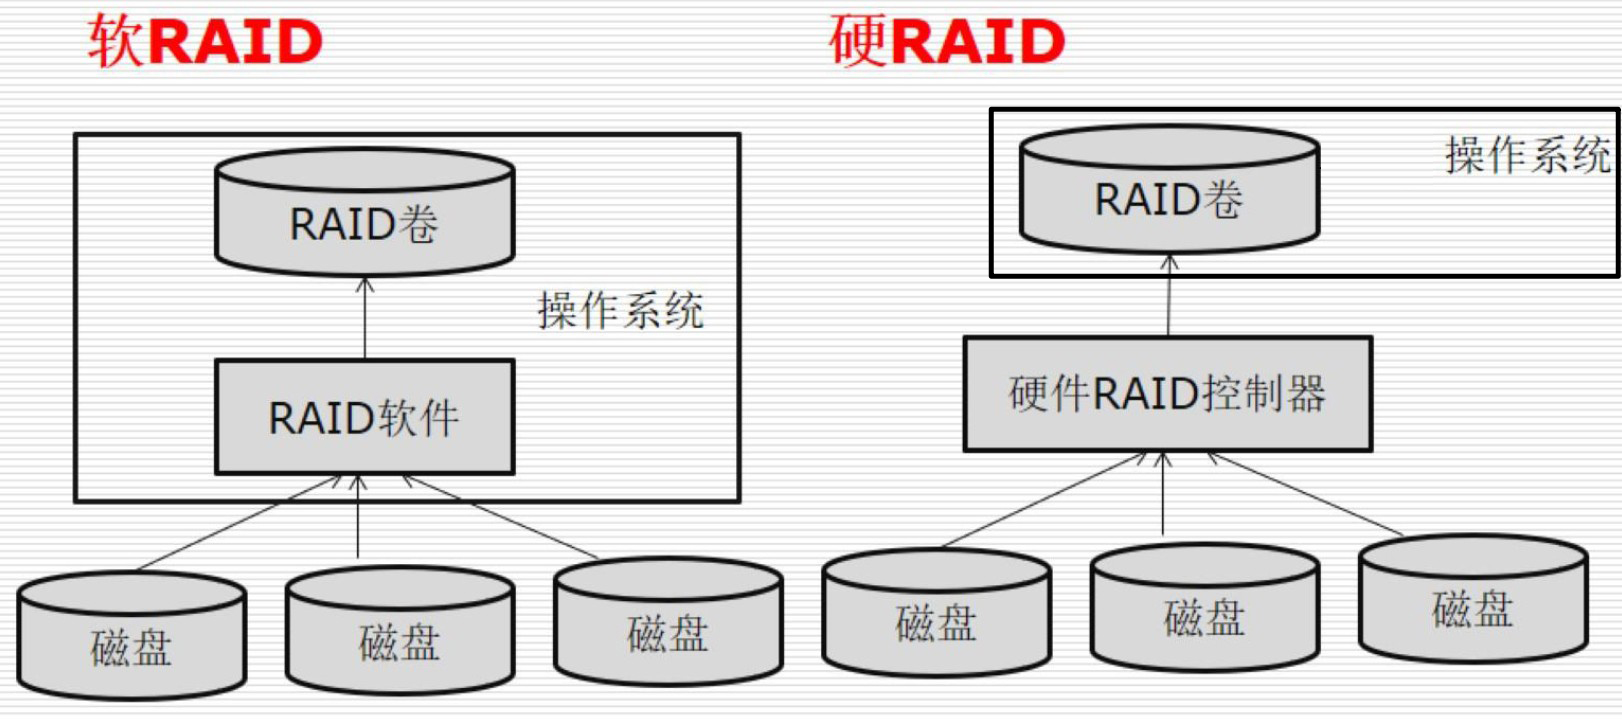 软RAID
RAID卷
操作系统
RAID软件
磁盘
磁盘
磁盘
硬RAID
操作系统
RAID卷
硬件RAID控制器
磁盘
磁盘
磁盘